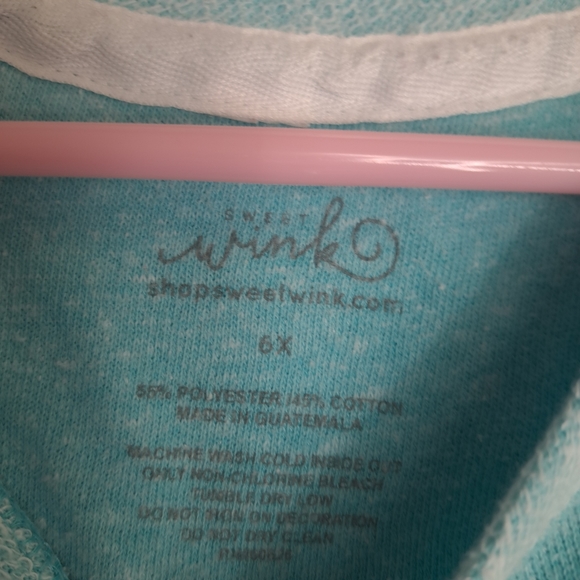 SWEET
wink
shopsweetwink.com
6X
55% POLYESTER /45% COTTON
MADE IN GUATEMALA
MACHINE WASH COLD INSIDE OUT
ONLY NON-CHLORINE BLEACH
TUMBLE DRY LOW
DO NOT IRON ON DECORATION
DO NOT DRY CLEAN